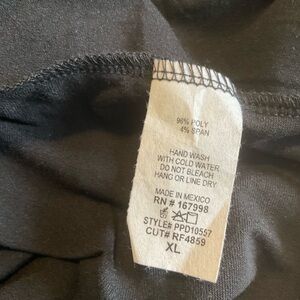 96% POLY
4% SPAN
HAND WASH
WITH COLD WATER
DO NOT BLEACH
HANG OR LINE DRY
MADE IN MEXICO
RN # 167998
STYLE# PPD10557
CUT# RF4859
XL